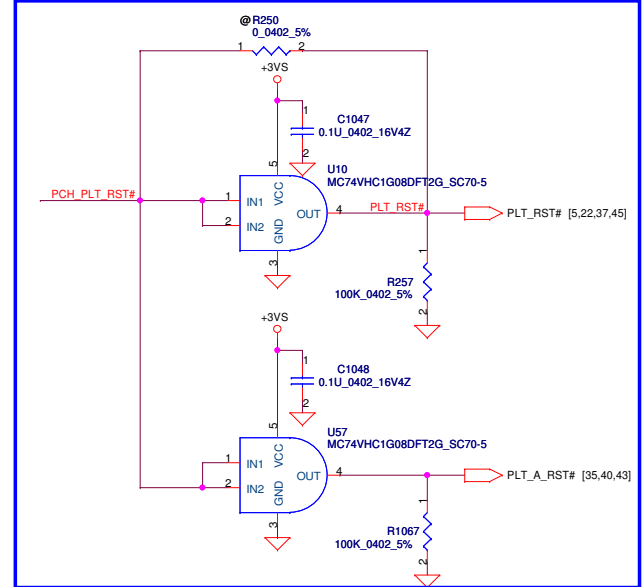 @ R250
0_0402_5%
1 2
+3VS
1
C1047
0.1U_0402_16V4Z
2
5
U10
MC74VHC1G08DFT2G_SC70-5
PCH_PLT_RST#
1 IN1 VCC
2 IN2 OUT 4 PLT_RST#
GND
3
PLT_RST# [5,22,37,45]
1
R257
100K_0402_5%
2
+3VS
1
C1048
0.1U_0402_16V4Z
2
5
U57
MC74VHC1G08DFT2G_SC70-5
1 IN1 VCC
2 IN2 OUT 4
GND
3
PLT_A_RST# [35,40,43]
1
R1067
100K_0402_5%
2